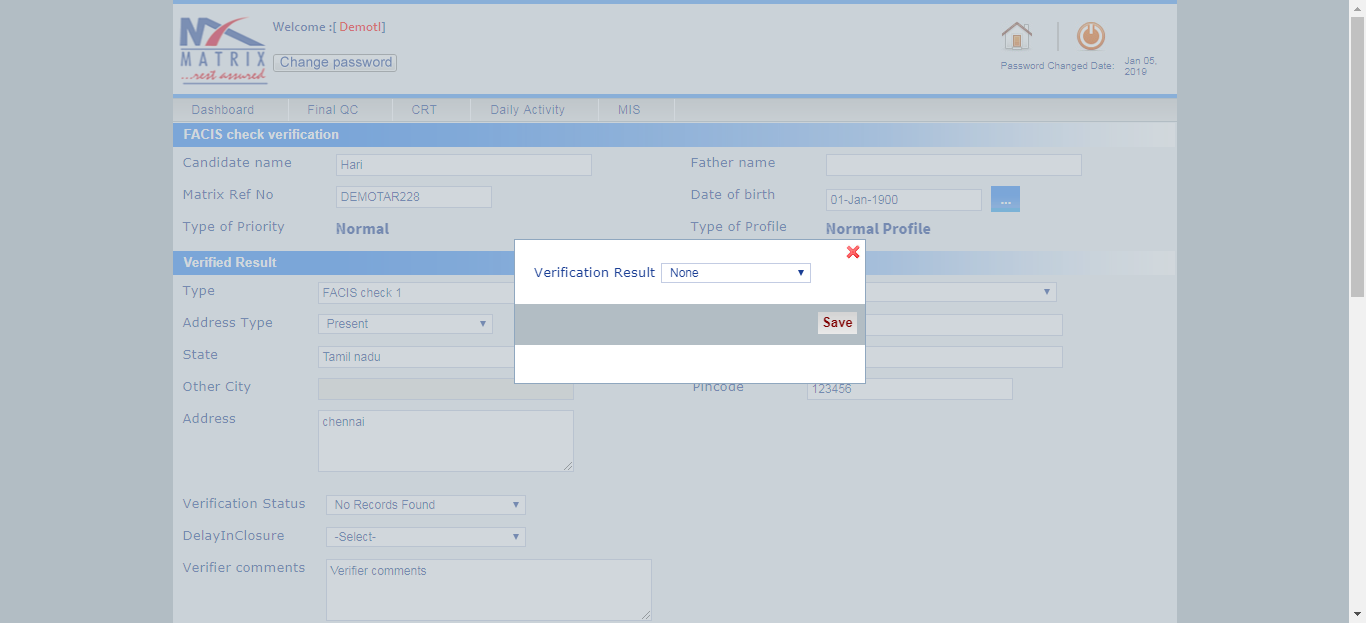 Welcome :[ Demotl]
MATRIX
...rest assured
Change password
Password Changed Date: Jan 05, 2019
Dashboard Final QC CRT Daily Activity MIS
FACIS check verification
Candidate name Hari Father name
Matrix Ref No DEMOTAR228 Date of birth 01-Jan-1900 ...
Type of Priority Normal Type of Profile Normal Profile
Verified Result
Verification Result None
Save
Type FACIS check 1
Address Type Present
State Tamil nadu
Other City Pincode 123456
Address chennai
Verification Status No Records Found
DelayInClosure -Select-
Verifier comments Verifier comments